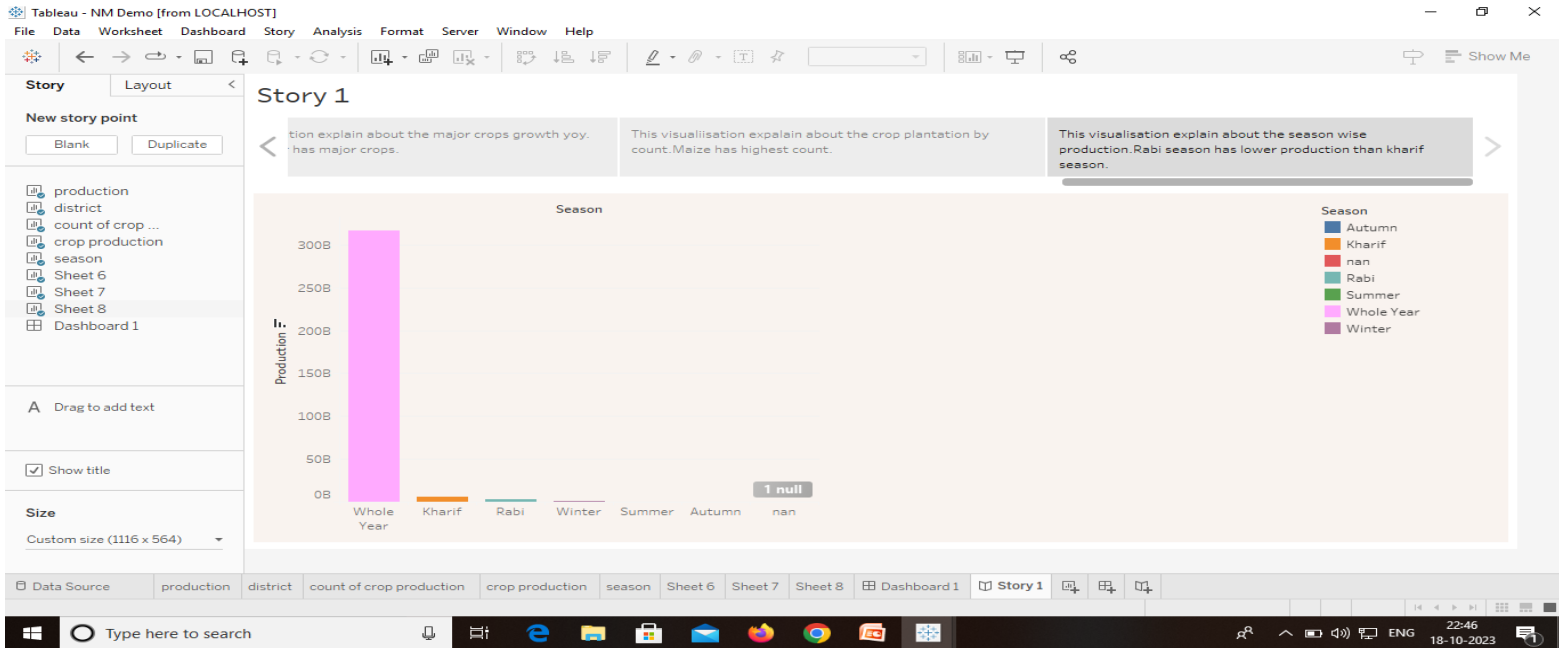 Tableau - NM Demo [from LOCALHOST]
File Data Worksheet Dashboard Story Analysis Format Server Window Help
Show Me
Story Layout <
New story point
Blank Duplicate
production
district
count of crop ...
crop production
season
Sheet 6
Sheet 7
Sheet 8
Dashboard 1
A Drag to add text
Show title
Size
Custom size (1116 x 564)
Story 1
tion explain about the major crops growth yoy.
has major crops.
This visualiisation expalain about the crop plantation by
count.Maize has highest count.
This visualisation explain about the season wise
production.Rabi season has lower production than kharif
season.
Season
Production
300B
250B
200B
150B
100B
50B
0B
1 null
Whole Year
Kharif
Rabi
Winter
Summer
Autumn
nan
Season
Autumn
Kharif
nan
Rabi
Summer
Whole Year
Winter
Data Source production district count of crop production crop production season Sheet 6 Sheet 7 Sheet 8 Dashboard 1 Story 1
Type here to search
ENG
22:46
18-10-2023
1